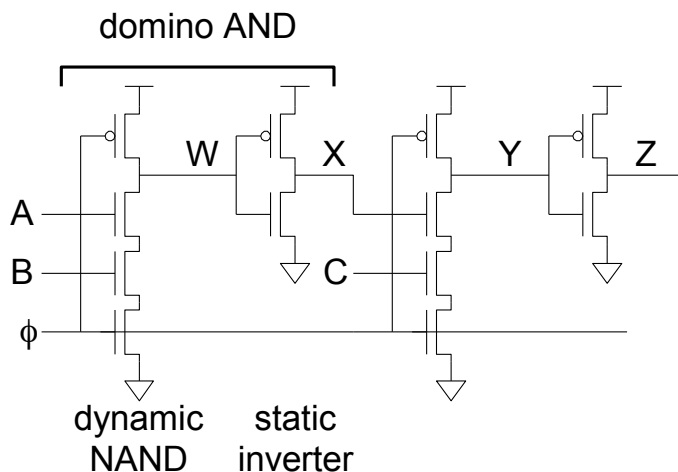 domino AND
W
X
Y
Z
A
B
C
ϕ
dynamic
NAND
static
inverter